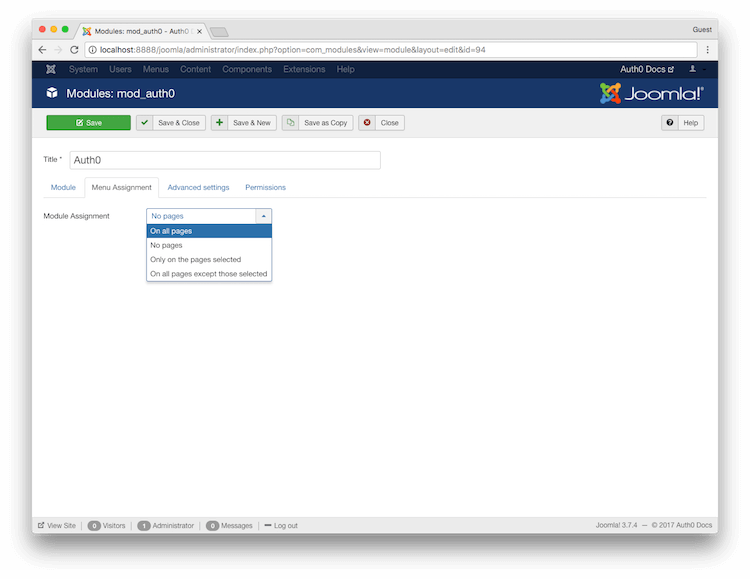 Modules: mod_auth0 - Auth0 D
Guest
localhost:8888/joomla/administrator/index.php?option=com_modules&view=module&layout=edit&id=94
System Users Menus Content Components Extensions Help Auth0 Docs
Modules: mod_auth0 Joomla!®
Save Save & Close Save & New Save as Copy Close Help
Title * Auth0
Module Menu Assignment Advanced settings Permissions
Module Assignment No pages
On all pages
No pages
Only on the pages selected
On all pages except those selected
View Site 0 Visitors 1 Administrator 0 Messages Log out Joomla! 3.7.4 — © 2017 Auth0 Docs